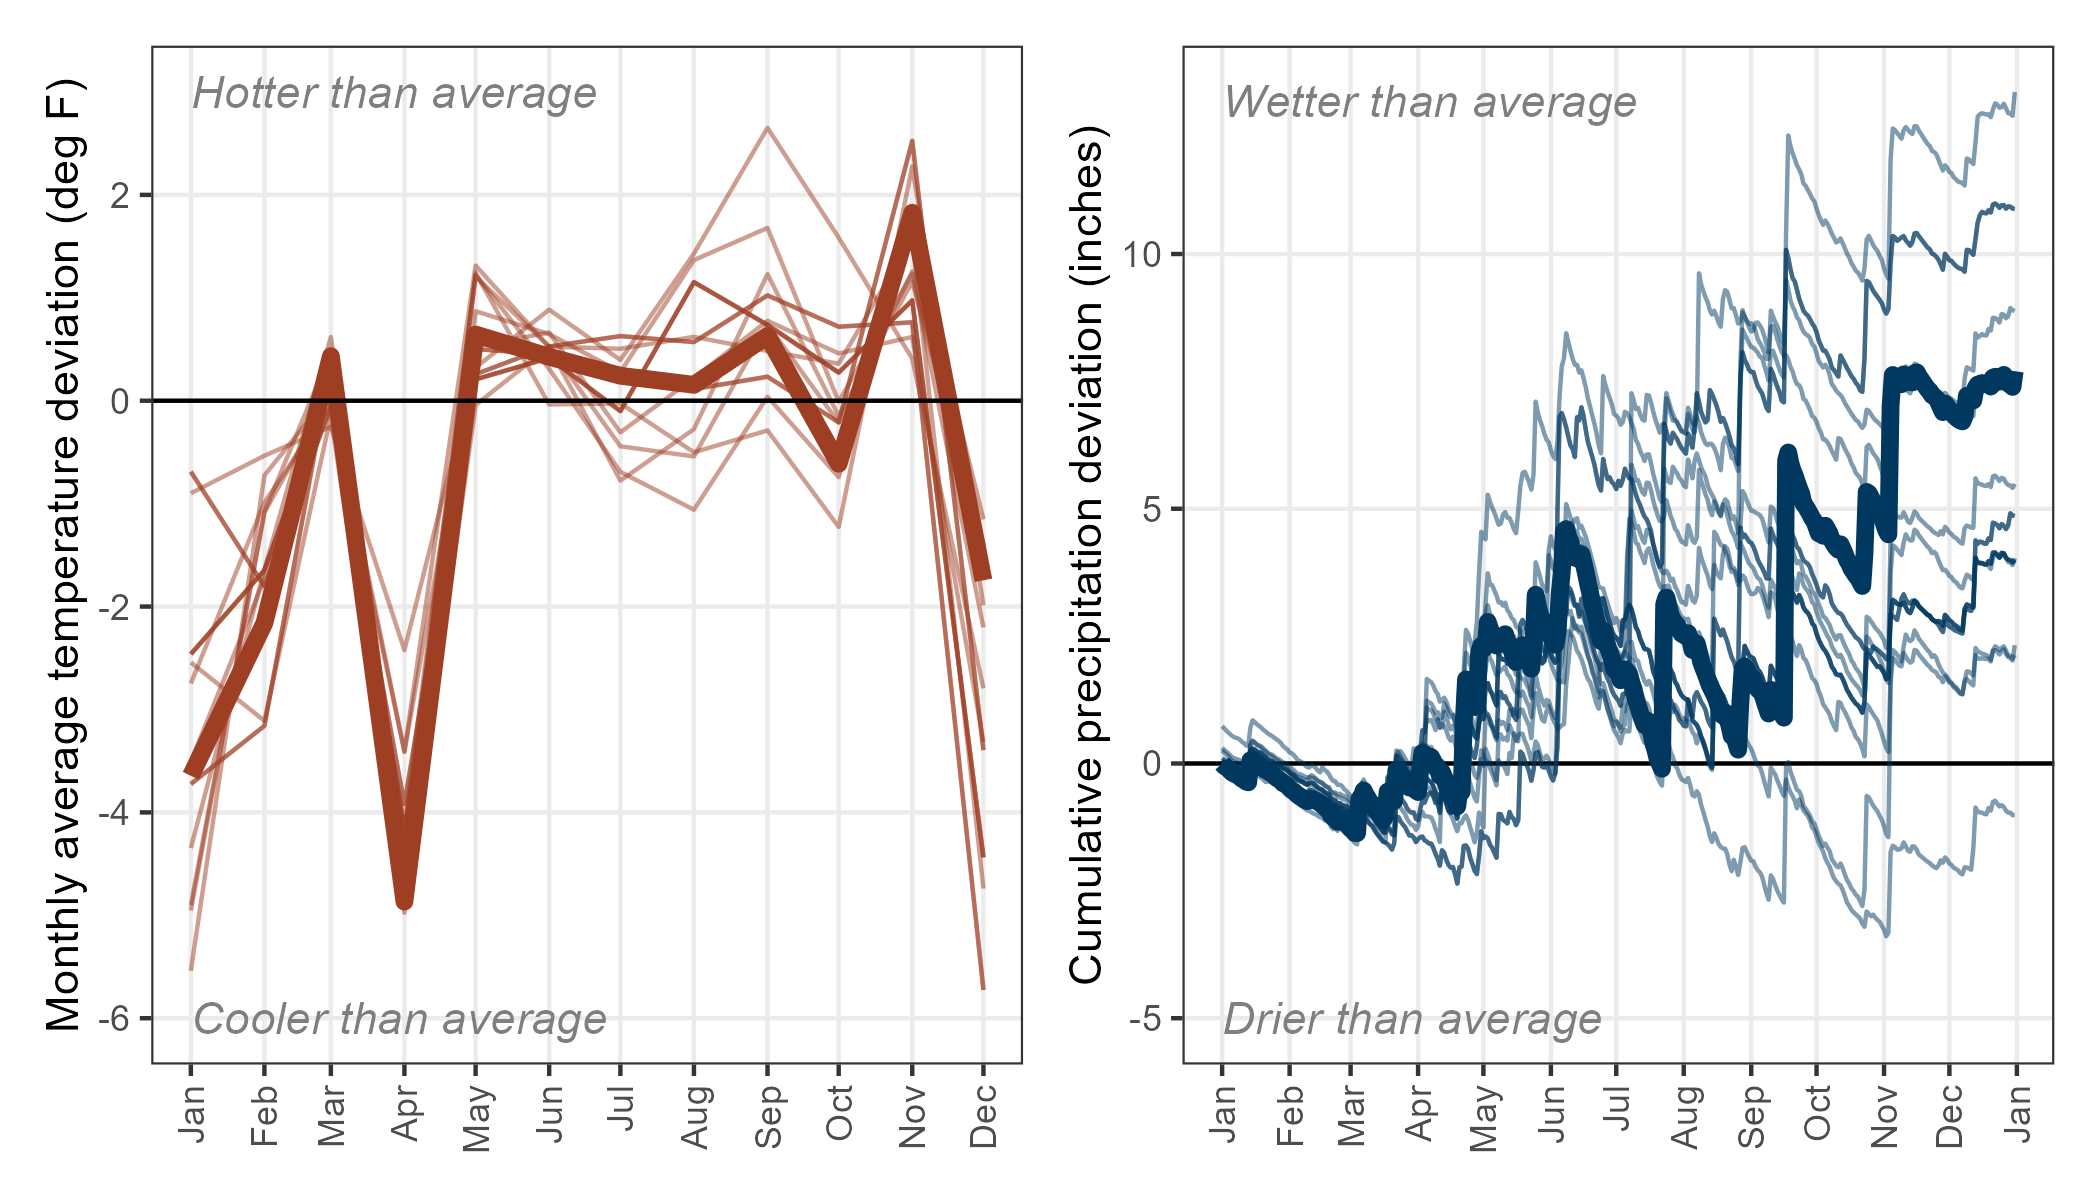 Monthly average temperature deviation (deg F)
Hotter than average
2
0
-2
-4
-6
Cooler than average
Jan
Feb
Mar
Apr
May
Jun
Jul
Aug
Sep
Oct
Nov
Dec
Cumulative precipitation deviation (inches)
Wetter than average
10
5
0
-5
Drier than average
Jan
Feb
Mar
Apr
May
Jun
Jul
Aug
Sep
Oct
Nov
Dec
Jan